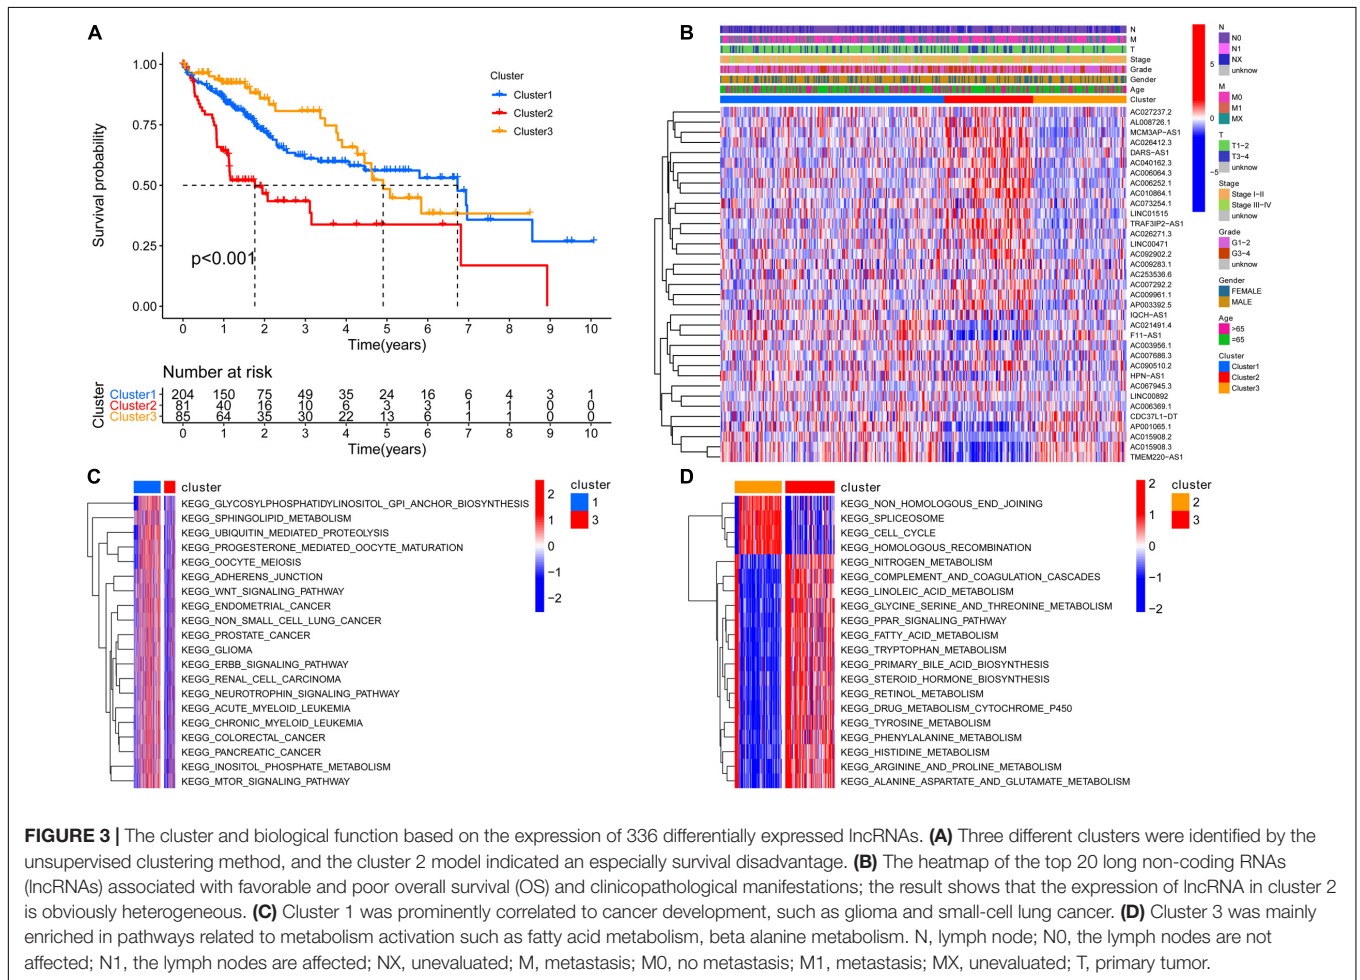 A
Cluster
Cluster1
Cluster2
Cluster3
Survival probability
1.00
0.75
0.50
0.25
0.00
p<0.001
0 1 2 3 4 5 6 7 8 9 10
Time(years)
Number at risk
Cluster
Cluster1 204 150 75 49 35 24 16 6 4 3 1
Cluster2 81 40 16 10 6 3 3 1 1 0 0
Cluster3 85 64 35 30 22 13 6 1 1 0 0
0 1 2 3 4 5 6 7 8 9 10
Time(years)
B
N
M
T
Stage
Grade
Gender
Age
Cluster
AC027237.2
AL008726.1
MCM3AP−AS1
AC026412.3
DARS−AS1
AC040162.3
AC006064.3
AC006252.1
AC010864.1
AC073254.1
LINC01515
TRAF3IP2−AS1
AC026271.3
LINC00471
AC092902.2
AC009283.1
AC253536.6
AC007292.2
AC009961.1
AP003392.5
IQCH−AS1
AC021491.4
F11−AS1
AC003956.1
AC007686.3
AC090510.2
HPN−AS1
AC067945.3
LINC00892
AC006369.1
CDC37L1−DT
AP001065.1
AC015908.2
AC015908.3
TMEM220−AS1
5
0
−5
N
N0
N1
NX
unknow
M
M0
M1
MX
T
T1−2
T3−4
unknow
Stage
Stage I−II
Stage III−IV
unknow
Grade
G1−2
G3−4
unknow
Gender
FEMALE
MALE
Age
>65
=65
Cluster
Cluster1
Cluster2
Cluster3
C
cluster
KEGG_GLYCOSYLPHOSPHATIDYLINOSITOL_GPI_ANCHOR_BIOSYNTHESIS
KEGG_SPHINGOLIPID_METABOLISM
KEGG_UBIQUITIN_MEDIATED_PROTEOLYSIS
KEGG_PROGESTERONE_MEDIATED_OOCYTE_MATURATION
KEGG_OOCYTE_MEIOSIS
KEGG_ADHERENS_JUNCTION
KEGG_WNT_SIGNALING_PATHWAY
KEGG_ENDOMETRIAL_CANCER
KEGG_NON_SMALL_CELL_LUNG_CANCER
KEGG_PROSTATE_CANCER
KEGG_GLIOMA
KEGG_ERBB_SIGNALING_PATHWAY
KEGG_RENAL_CELL_CARCINOMA
KEGG_NEUROTROPHIN_SIGNALING_PATHWAY
KEGG_ACUTE_MYELOID_LEUKEMIA
KEGG_CHRONIC_MYELOID_LEUKEMIA
KEGG_COLORECTAL_CANCER
KEGG_PANCREATIC_CANCER
KEGG_INOSITOL_PHOSPHATE_METABOLISM
KEGG_MTOR_SIGNALING_PATHWAY
2
1
0
−1
−2
cluster
1
3
D
cluster
KEGG_NON_HOMOLOGOUS_END_JOINING
KEGG_SPLICEOSOME
KEGG_CELL_CYCLE
KEGG_HOMOLOGOUS_RECOMBINATION
KEGG_NITROGEN_METABOLISM
KEGG_COMPLEMENT_AND_COAGULATION_CASCADES
KEGG_LINOLEIC_ACID_METABOLISM
KEGG_GLYCINE_SERINE_AND_THREONINE_METABOLISM
KEGG_PPAR_SIGNALING_PATHWAY
KEGG_FATTY_ACID_METABOLISM
KEGG_TRYPTOPHAN_METABOLISM
KEGG_PRIMARY_BILE_ACID_BIOSYNTHESIS
KEGG_STEROID_HORMONE_BIOSYNTHESIS
KEGG_RETINOL_METABOLISM
KEGG_DRUG_METABOLISM_CYTOCHROME_P450
KEGG_TYROSINE_METABOLISM
KEGG_PHENYLALANINE_METABOLISM
KEGG_HISTIDINE_METABOLISM
KEGG_ARGININE_AND_PROLINE_METABOLISM
KEGG_ALANINE_ASPARTATE_AND_GLUTAMATE_METABOLISM
2
1
0
−1
−2
cluster
2
3
FIGURE 3 | The cluster and biological function based on the expression of 336 differentially expressed lncRNAs. (A) Three different clusters were identified by the
unsupervised clustering method, and the cluster 2 model indicated an especially survival disadvantage. (B) The heatmap of the top 20 long non-coding RNAs
(lncRNAs) associated with favorable and poor overall survival (OS) and clinicopathological manifestations; the result shows that the expression of lncRNA in cluster 2
is obviously heterogeneous. (C) Cluster 1 was prominently correlated to cancer development, such as glioma and small-cell lung cancer. (D) Cluster 3 was mainly
enriched in pathways related to metabolism activation such as fatty acid metabolism, beta alanine metabolism. N, lymph node; N0, the lymph nodes are not
affected; N1, the lymph nodes are affected; NX, unevaluated; M, metastasis; M0, no metastasis; M1, metastasis; MX, unevaluated; T, primary tumor.